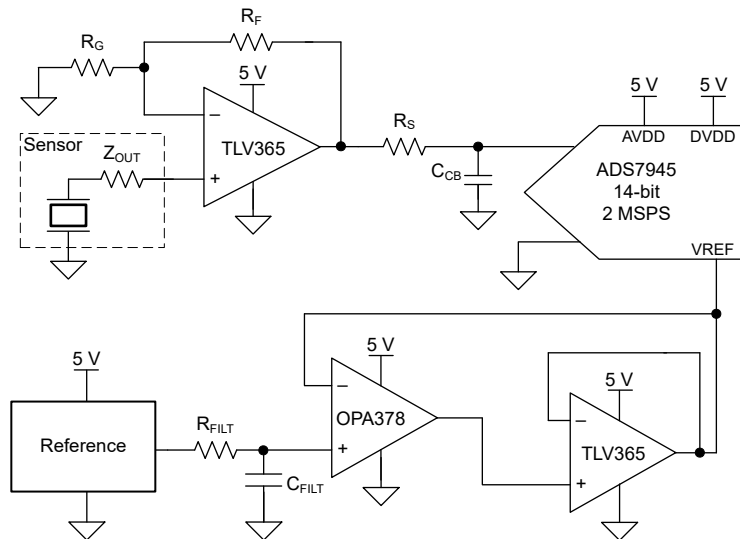 R_F
R_G
5 V
−
TLV365
+
Sensor
Z_OUT
R_S
C_CB
5 V
5 V
AVDD
DVDD
ADS7945
14-bit
2 MSPS
VREF
5 V
Reference
R_FILT
C_FILT
5 V
−
OPA378
+
5 V
−
TLV365
+